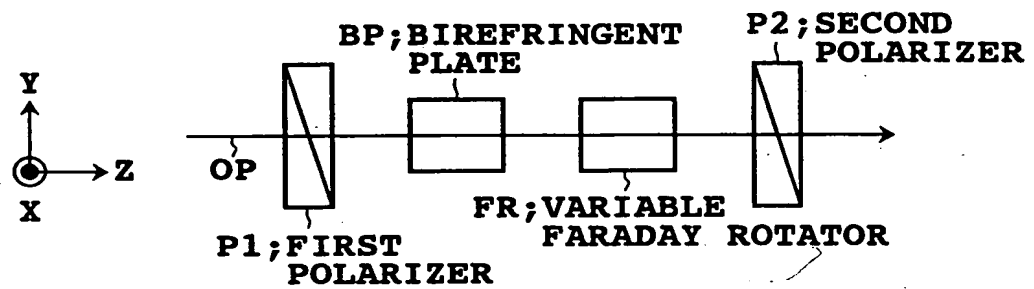 BP;BIREFRINGENT
PLATE
P2;SECOND
POLARIZER
Y
Z
X
OP
FR;VARIABLE
FARADAY ROTATOR
P1;FIRST
POLARIZER